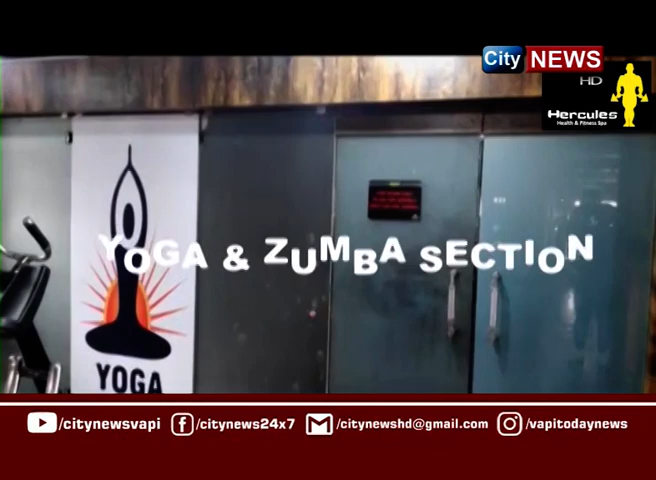 City NEWS
HD
Hercules
Health & Fitness Spa
YOGA & ZUMBA SECTION
YOGA
/citynewsvapi
/citynews24x7
/citynewshd@gmail.com
/vapitodaynews